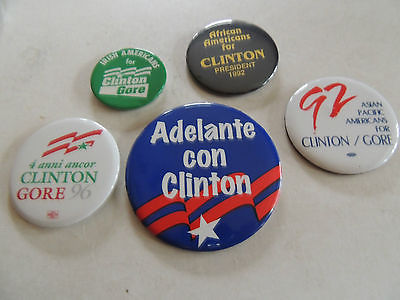 IRISH AMERICANS
for
Clinton
Gore
African
Americans for
CLINTON
PRESIDENT
1992
92
ASIAN
PACIFIC
AMERICANS
FOR
CLINTON / GORE
4 anni ancor
CLINTON
GORE 96
Adelante
con
Clinton